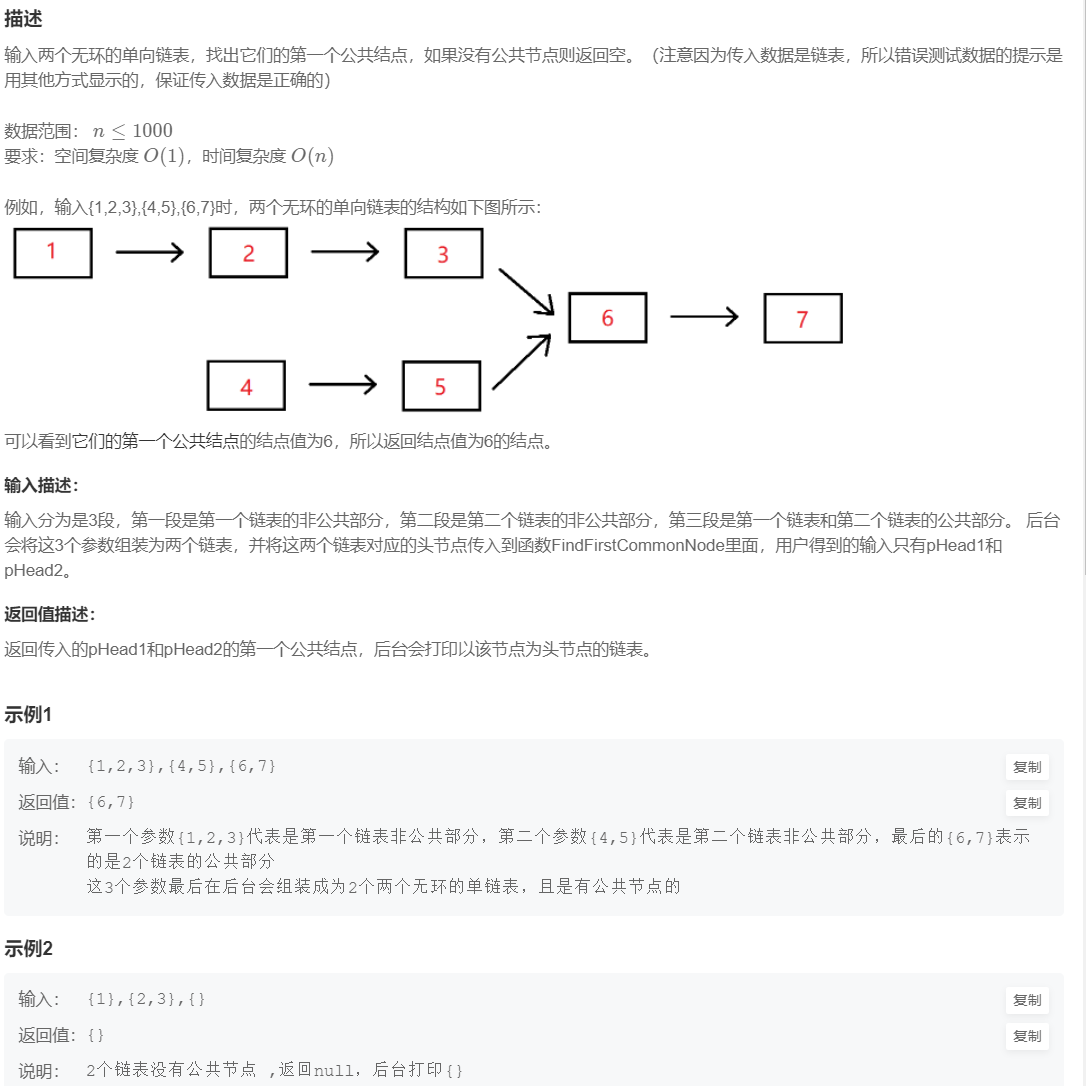 描述
输入两个无环的单向链表，找出它们的第一个公共结点，如果没有公共节点则返回空。（注意因为传入数据是链表，所以错误测试数据的提示是
用其他方式显示的，保证传入数据是正确的）
数据范围： n ≤ 1000
要求：空间复杂度 O(1)，时间复杂度 O(n)
例如，输入{1,2,3},{4,5},{6,7}时，两个无环的单向链表的结构如下图所示：
1
2
3
6
7
4
5
可以看到它们的第一个公共结点的结点值为6，所以返回结点值为6的结点。
输入描述：
输入分为是3段，第一段是第一个链表的非公共部分，第二段是第二个链表的非公共部分，第三段是第一个链表和第二个链表的公共部分。 后台
会将这3个参数组装为两个链表，并将这两个链表对应的头节点传入到函数FindFirstCommonNode里面，用户得到的输入只有pHead1和
pHead2。
返回值描述：
返回传入的pHead1和pHead2的第一个公共结点，后台会打印以该节点为头节点的链表。
示例1
输入： {1,2,3},{4,5},{6,7} 复制
返回值： {6,7} 复制
说明： 第一个参数{1,2,3}代表是第一个链表非公共部分，第二个参数{4,5}代表是第二个链表非公共部分，最后的{6,7}表示
的是2个链表的公共部分
这3个参数最后在后台会组装成为2个两个无环的单链表，且是有公共节点的
示例2
输入： {1},{2,3},{} 复制
返回值： {} 复制
说明： 2个链表没有公共节点 ,返回null，后台打印{}